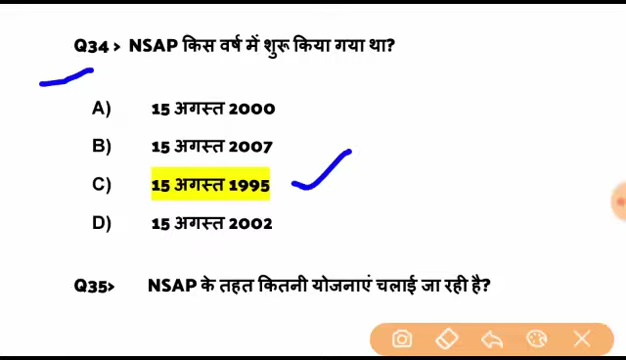 Q34 > NSAP किस वर्ष में शुरू किया गया था?
A) 15 अगस्त 2000
B) 15 अगस्त 2007
C) 15 अगस्त 1995
D) 15 अगस्त 2002
Q35> NSAP के तहत कितनी योजनाएं चलाई जा रही है?